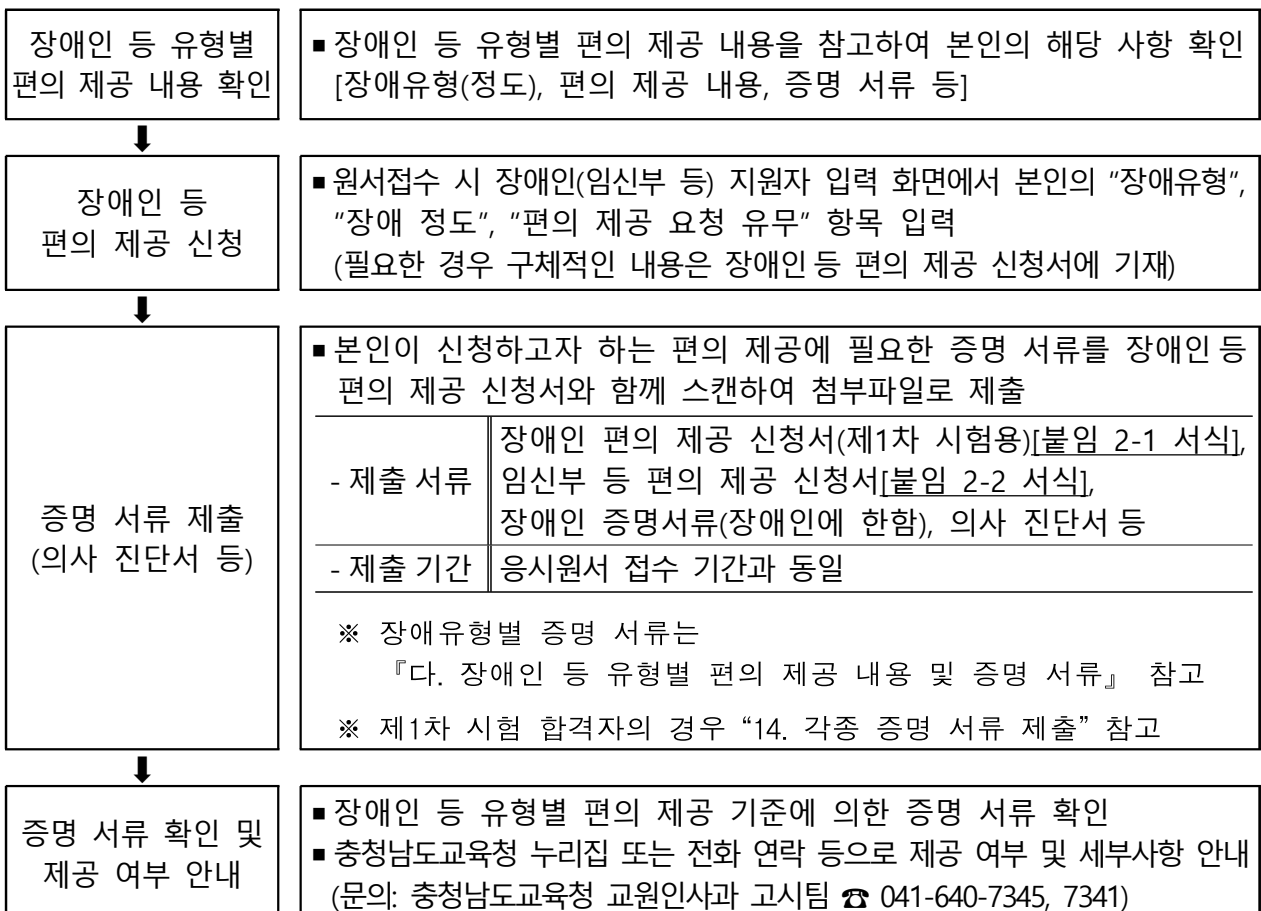 장애인 등 유형별
편의 제공 내용 확인
▪장애인 등 유형별 편의 제공 내용을 참고하여 본인의 해당 사항 확인
[장애유형(정도), 편의 제공 내용, 증명 서류 등]
⬇
장애인 등
편의 제공 신청
▪원서접수 시 장애인(임신부 등) 지원자 입력 화면에서 본인의 “장애유형”,
“장애 정도”, “편의 제공 요청 유무” 항목 입력
(필요한 경우 구체적인 내용은 장애인 등 편의 제공 신청서에 기재)
⬇
증명 서류 제출
(의사 진단서 등)
▪본인이 신청하고자 하는 편의 제공에 필요한 증명 서류를 장애인 등
편의 제공 신청서와 함께 스캔하여 첨부파일로 제출
- 제출 서류
장애인 편의 제공 신청서(제1차 시험용)[붙임 2-1 서식],
임신부 등 편의 제공 신청서[붙임 2-2 서식],
장애인 증명서류(장애인에 한함), 의사 진단서 등
- 제출 기간
응시원서 접수 기간과 동일
※ 장애유형별 증명 서류는
『다. 장애인 등 유형별 편의 제공 내용 및 증명 서류』 참고
※ 제1차 시험 합격자의 경우 “14. 각종 증명 서류 제출” 참고
⬇
증명 서류 확인 및
제공 여부 안내
▪장애인 등 유형별 편의 제공 기준에 의한 증명 서류 확인
▪충청남도교육청 누리집 또는 전화 연락 등으로 제공 여부 및 세부사항 안내
(문의: 충청남도교육청 교원인사과 고시팀 ☎ 041-640-7345, 7341)